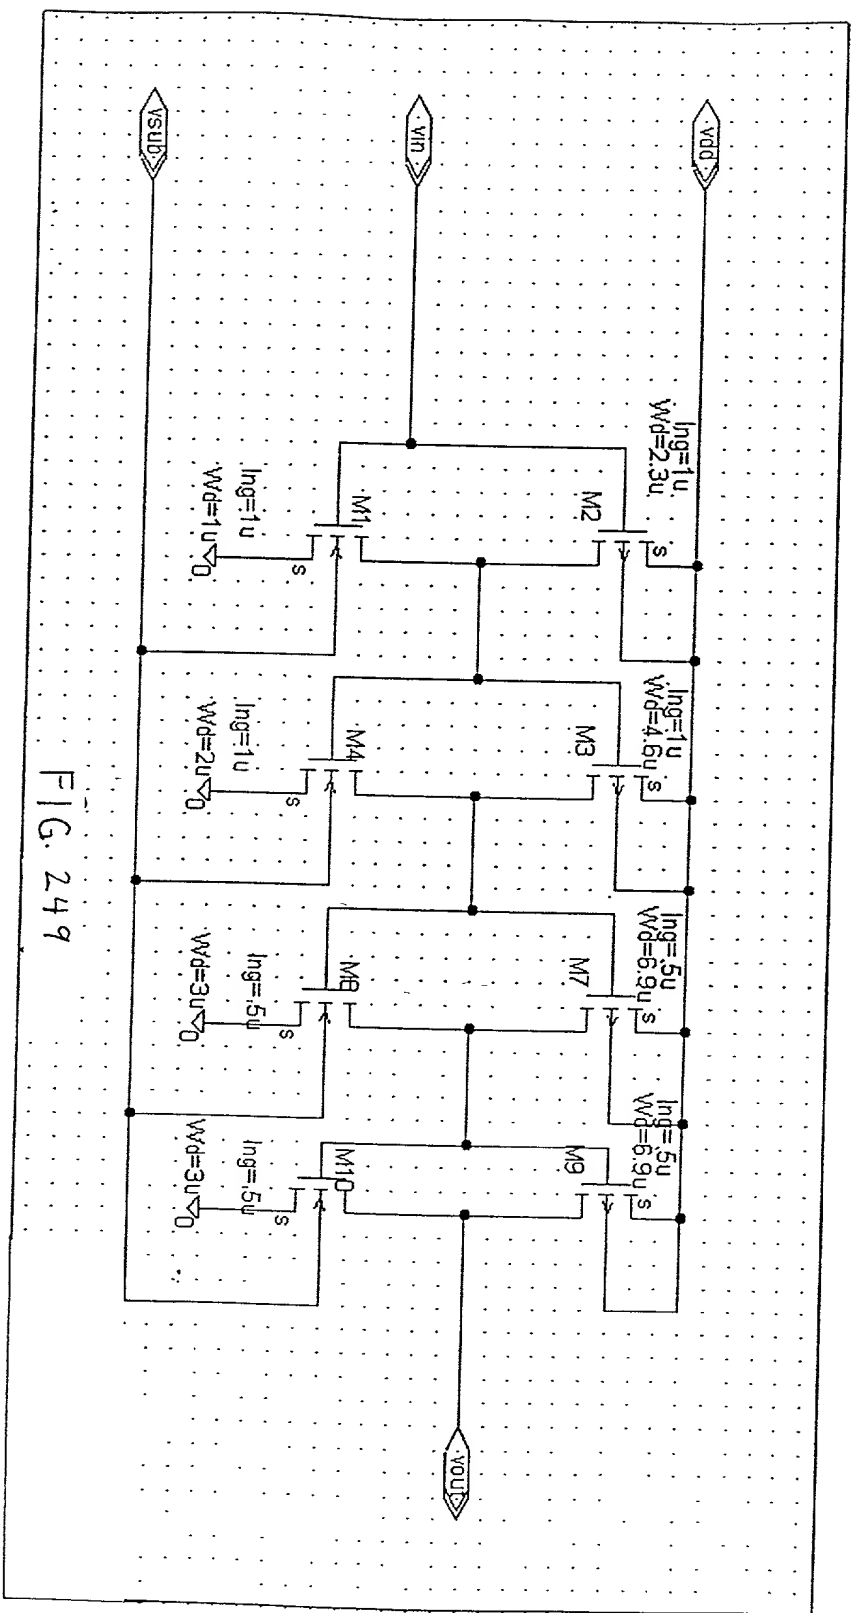 vdd
vin
vsub
lng=1u
Wd=2.3u
M2
s
M1
lng=1u
Wd=1u
s
0
lng=1u
Wd=4.6u
M3
s
M4
lng=1u
Wd=2u
s
0
lng=.5u
Wd=6.9u
M7
s
M8
lng=.5u
Wd=3u
s
0
lng=.5u
Wd=6.9u
M9
s
M10
lng=.5u
Wd=3u
s
0
vout
FIG. 249